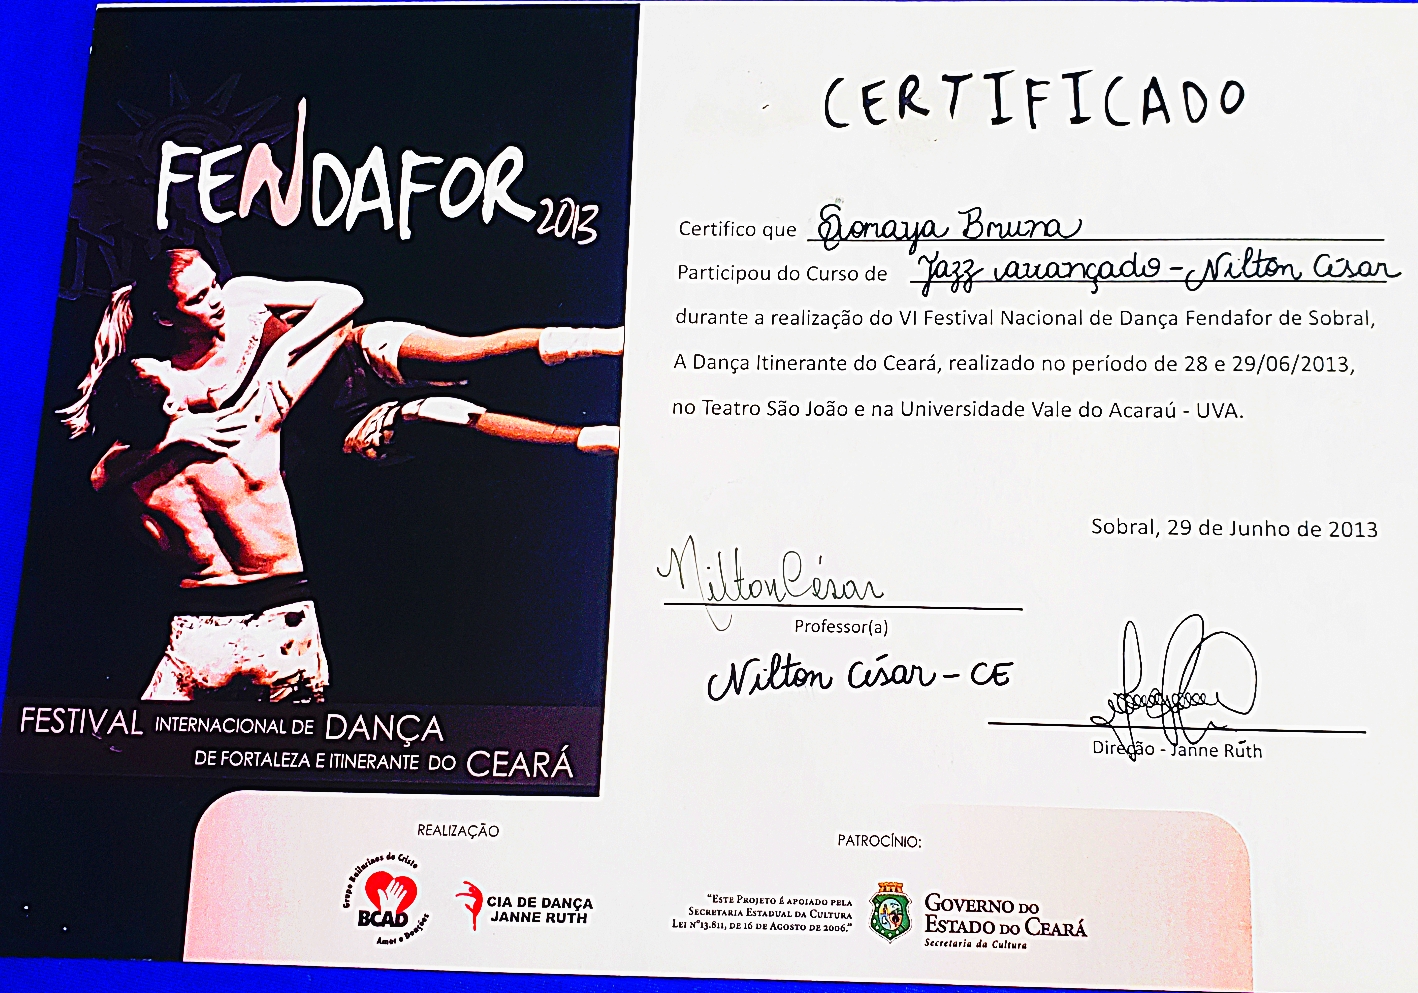 FENDAFOR 2013
FESTIVAL INTERNACIONAL DE DANÇA
DE FORTALEZA E ITINERANTE DO CEARÁ
CERTIFICADO
Certifico que Soraya Bruna
Participou do Curso de Jazz avançado - Nilton César
durante a realização do VI Festival Nacional de Dança Fendafor de Sobral,
A Dança Itinerante do Ceará, realizado no período de 28 e 29/06/2013,
no Teatro São João e na Universidade Vale do Acaraú - UVA.
Sobral, 29 de Junho de 2013
Nilton César
Professor(a)
Nilton César - CE
Direção - Janne Ruth
REALIZAÇÃO
Grupo Bailarinos de Cristo
BCAD
Amor e Doações
CIA DE DANÇA
JANNE RUTH
PATROCÍNIO:
"ESTE PROJETO É APOIADO PELA
SECRETARIA ESTADUAL DA CULTURA
LEI Nº13.811, DE 16 DE AGOSTO DE 2006."
GOVERNO DO
ESTADO DO CEARÁ
Secretaria da Cultura